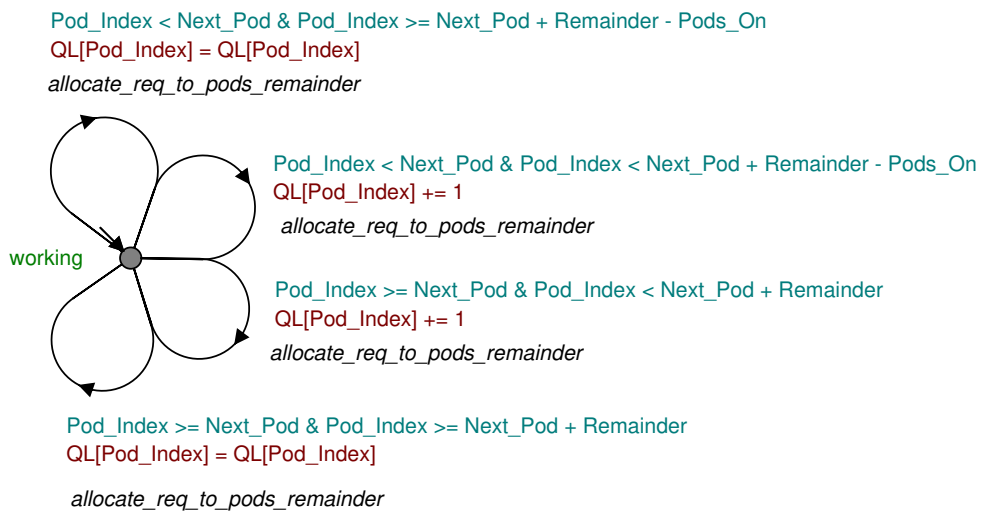 Pod_Index < Next_Pod & Pod_Index >= Next_Pod + Remainder - Pods_On
QL[Pod_Index] = QL[Pod_Index]
allocate_req_to_pods_remainder
Pod_Index < Next_Pod & Pod_Index < Next_Pod + Remainder - Pods_On
QL[Pod_Index] += 1
allocate_req_to_pods_remainder
working
Pod_Index >= Next_Pod & Pod_Index < Next_Pod + Remainder
QL[Pod_Index] += 1
allocate_req_to_pods_remainder
Pod_Index >= Next_Pod & Pod_Index >= Next_Pod + Remainder
QL[Pod_Index] = QL[Pod_Index]
allocate_req_to_pods_remainder